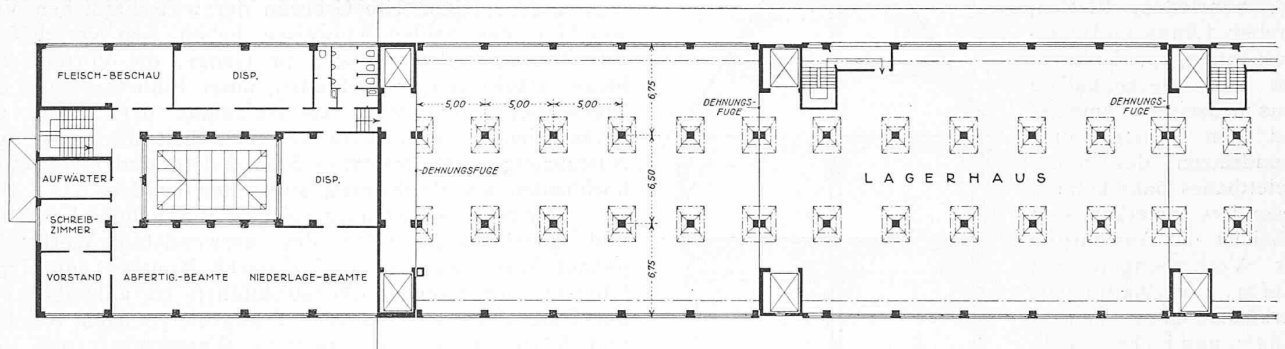 FLEISCH-BESCHAU
DISP.
5,00
5,00
5,00
6,75
DEHNUNGS-
FUGE
DEHNUNGS-
FUGE
AUFWÄRTER
DISP.
DEHNUNGSFUGE
6,50
LAGERHAUS
SCHREIB-
ZIMMER
VORSTAND
ABFERTIG-BEAMTE
NIEDERLAGE-BEAMTE
6,75